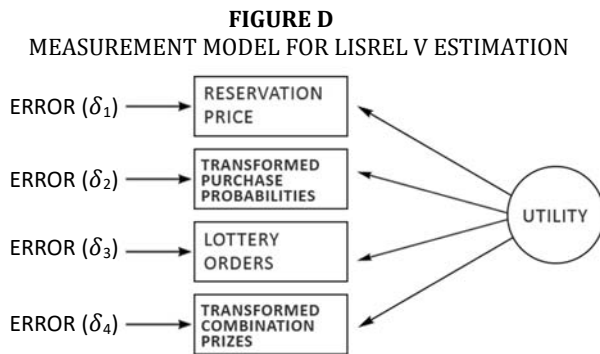 FIGURE D
MEASUREMENT MODEL FOR LISREL V ESTIMATION
ERROR (δ₁)
RESERVATION
PRICE
ERROR (δ₂)
TRANSFORMED
PURCHASE
PROBABILITIES
UTILITY
ERROR (δ₃)
LOTTERY
ORDERS
ERROR (δ₄)
TRANSFORMED
COMBINATION
PRIZES